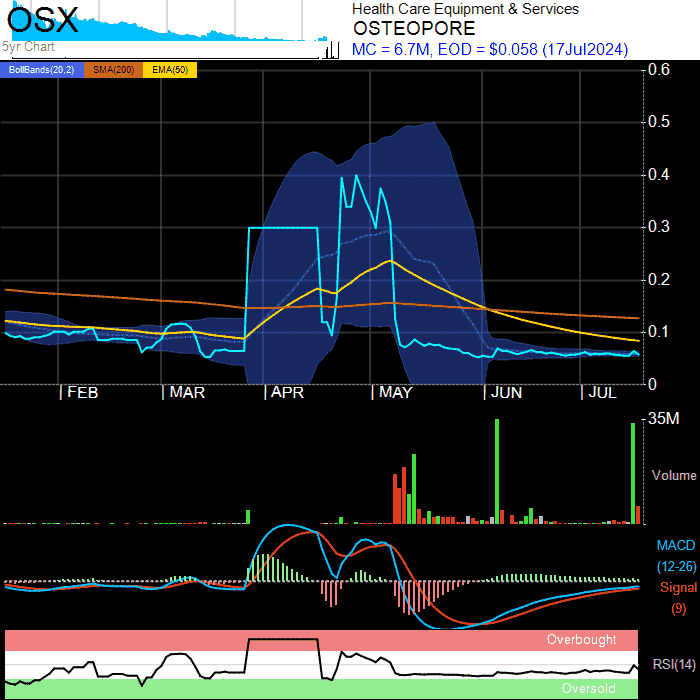 OSX
5yr Chart
Health Care Equipment & Services
OSTEOPORE
MC = 6.7M, EOD = $0.058 (17Jul2024)
BollBands(20,2) SMA(200) EMA(50)
0.6
0.5
0.4
0.3
0.2
0.1
0
FEB MAR APR MAY JUN JUL
35M
Volume
MACD
(12-26)
Signal
(9)
Overbought
RSI(14)
Oversold